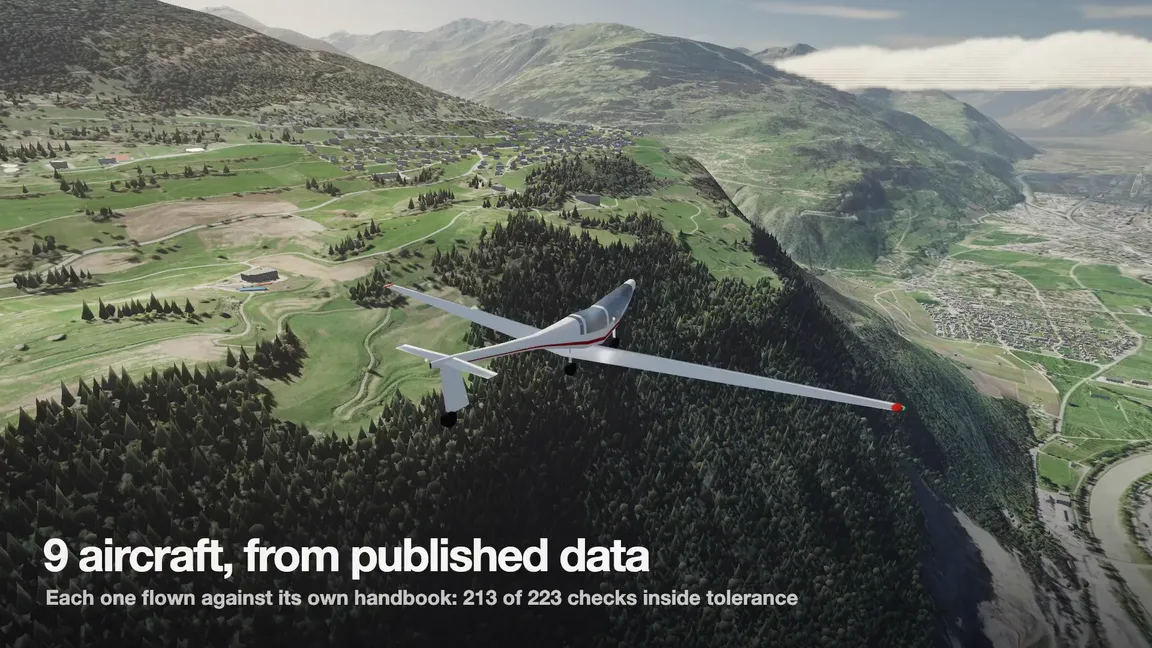 9 aircraft, from published data
Each one flown against its own handbook: 213 of 223 checks inside tolerance